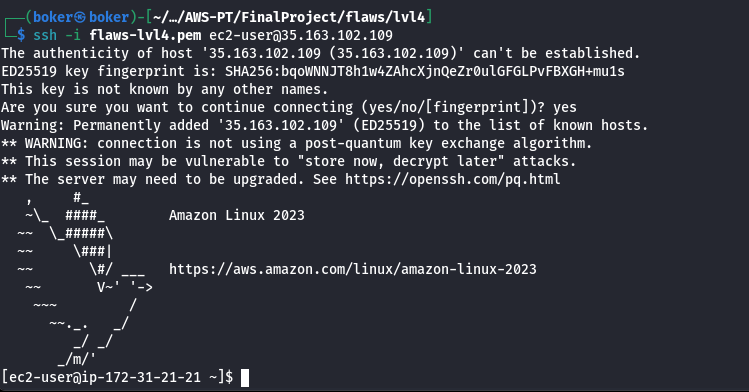 ┌──(boker㉿boker)-[~/…/AWS-PT/FinalProject/flaws/lvl4]
└─$ ssh -i flaws-lvl4.pem ec2-user@35.163.102.109
The authenticity of host '35.163.102.109 (35.163.102.109)' can't be established.
ED25519 key fingerprint is: SHA256:bqoWNNJT8h1w4ZAhcXjnQeZr0ulGFGLPvFBXGH+mu1s
This key is not known by any other names.
Are you sure you want to continue connecting (yes/no/[fingerprint])? yes
Warning: Permanently added '35.163.102.109' (ED25519) to the list of known hosts.
** WARNING: connection is not using a post-quantum key exchange algorithm.
** This session may be vulnerable to "store now, decrypt later" attacks.
** The server may need to be upgraded. See https://openssh.com/pq.html
   ,     #_
   ~\_  ####_        Amazon Linux 2023
  ~~  \_#####\
  ~~     \###|
  ~~       \#/ ___   https://aws.amazon.com/linux/amazon-linux-2023
   ~~       V~' '->
    ~~~         /
      ~~._.   _/
         _/ _/
       _/m/'
[ec2-user@ip-172-31-21-21 ~]$